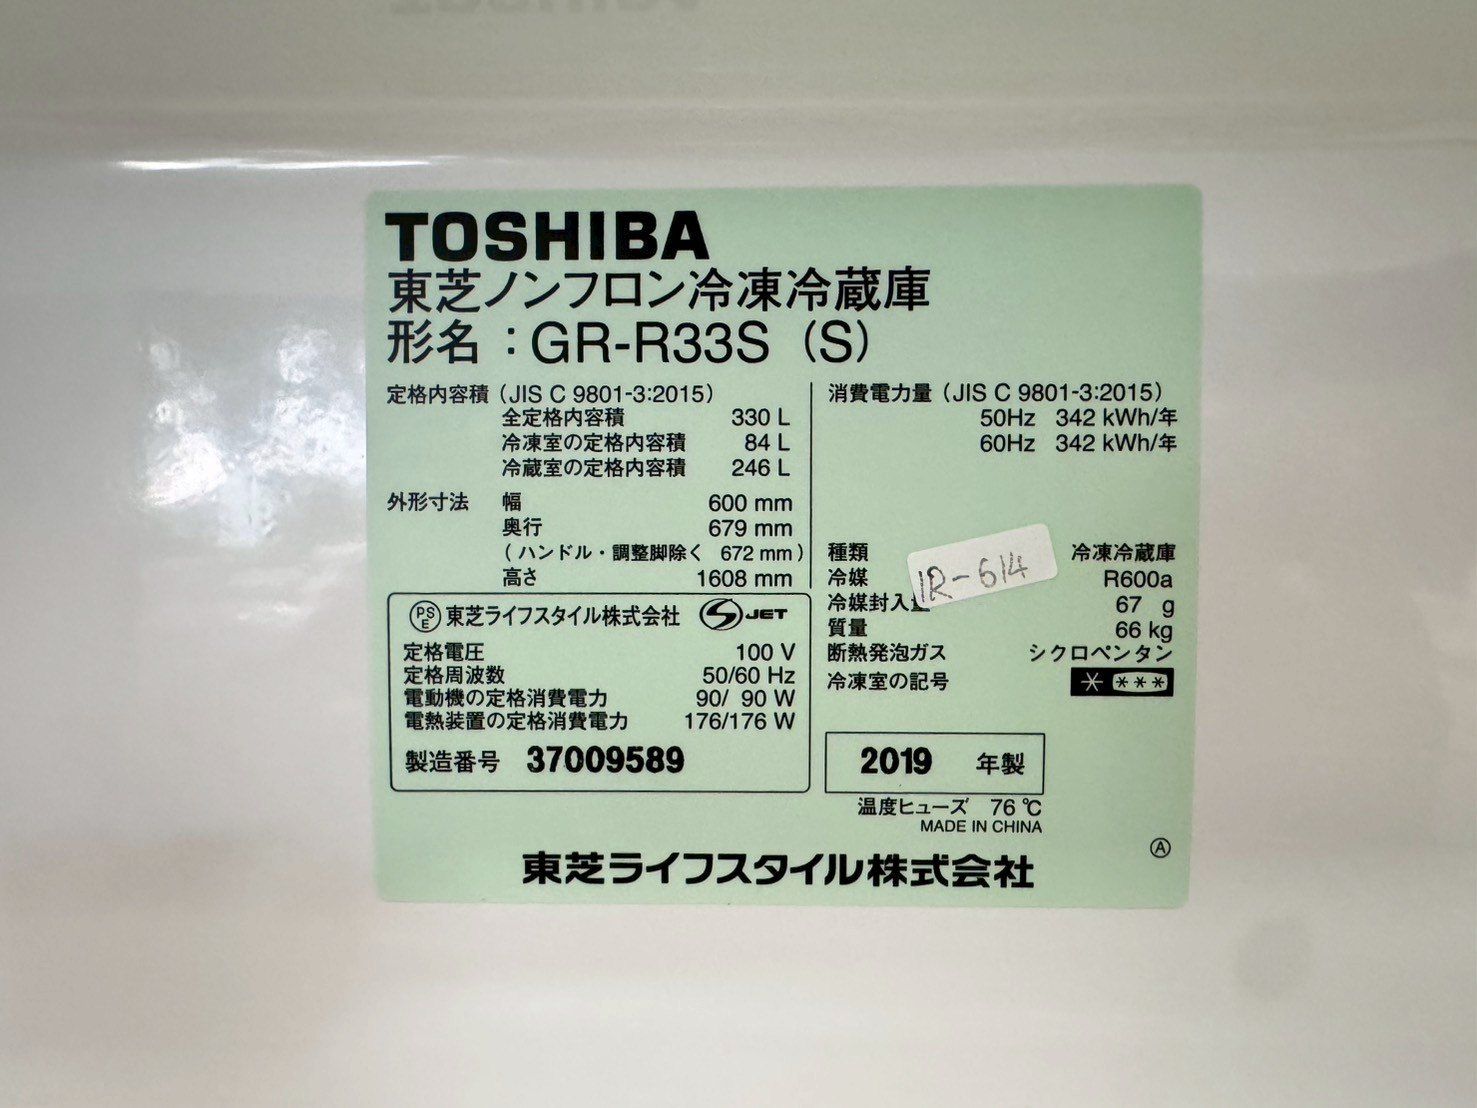 TOSHIBA
東芝ノンフロン冷凍冷蔵庫
形名：GR-R33S (S)
定格内容積 (JIS C 9801-3:2015)
全定格内容積 330 L
冷凍室の定格内容積 84 L
冷蔵室の定格内容積 246 L
外形寸法 幅 600 mm
奥行 679 mm
(ハンドル・調整脚除く 672 mm)
高さ 1608 mm
PSE 東芝ライフスタイル株式会社 S JET
定格電圧 100 V
定格周波数 50/60 Hz
電動機の定格消費電力 90/ 90 W
電熱装置の定格消費電力 176/176 W
製造番号 37009589
消費電力量 (JIS C 9801-3:2015)
50Hz 342 kWh/年
60Hz 342 kWh/年
種類 冷凍冷蔵庫
冷媒 R600a
IR-614
冷媒封入量 67 g
質量 66 kg
断熱発泡ガス シクロペンタン
冷凍室の記号 * ***
2019 年製
温度ヒューズ 76 ℃
MADE IN CHINA
Ⓐ
東芝ライフスタイル株式会社